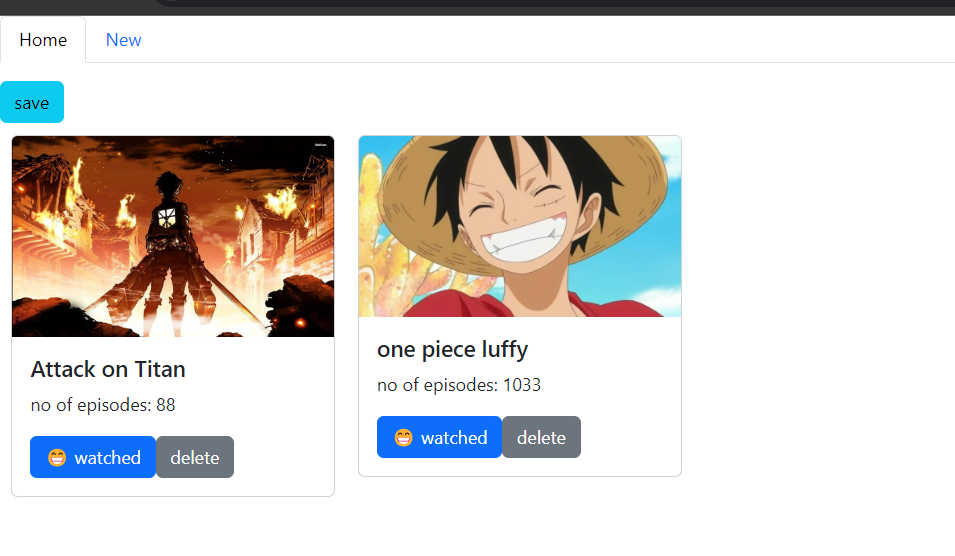 Home New
save
Attack on Titan
no of episodes: 88
😁 watched delete
one piece luffy
no of episodes: 1033
😁 watched delete